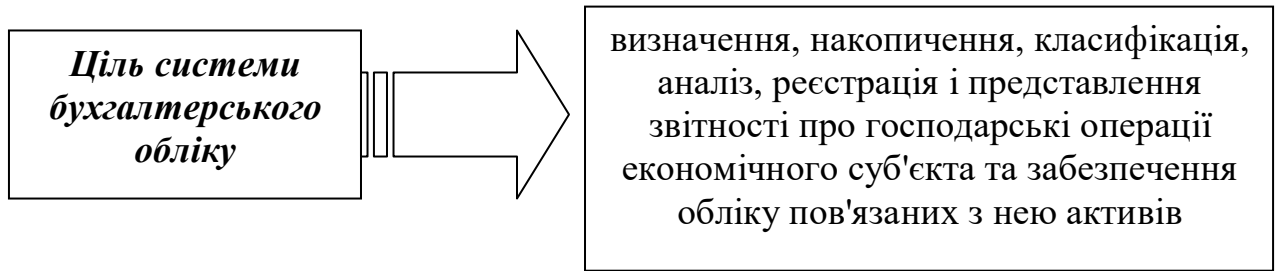 Ціль системи
бухгалтерського
обліку
визначення, накопичення, класифікація,
аналіз, реєстрація і представлення
звітності про господарські операції
економічного суб'єкта та забезпечення
обліку пов'язаних з нею активів